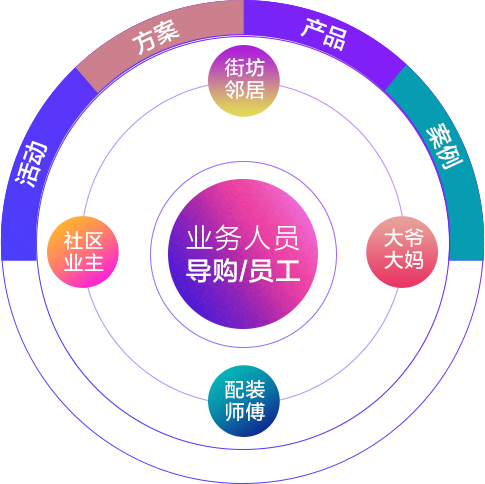 活动
方案
产品
案例
街坊
邻居
社区
业主
业务人员
导购/员工
大爷
大妈
配装
师傅